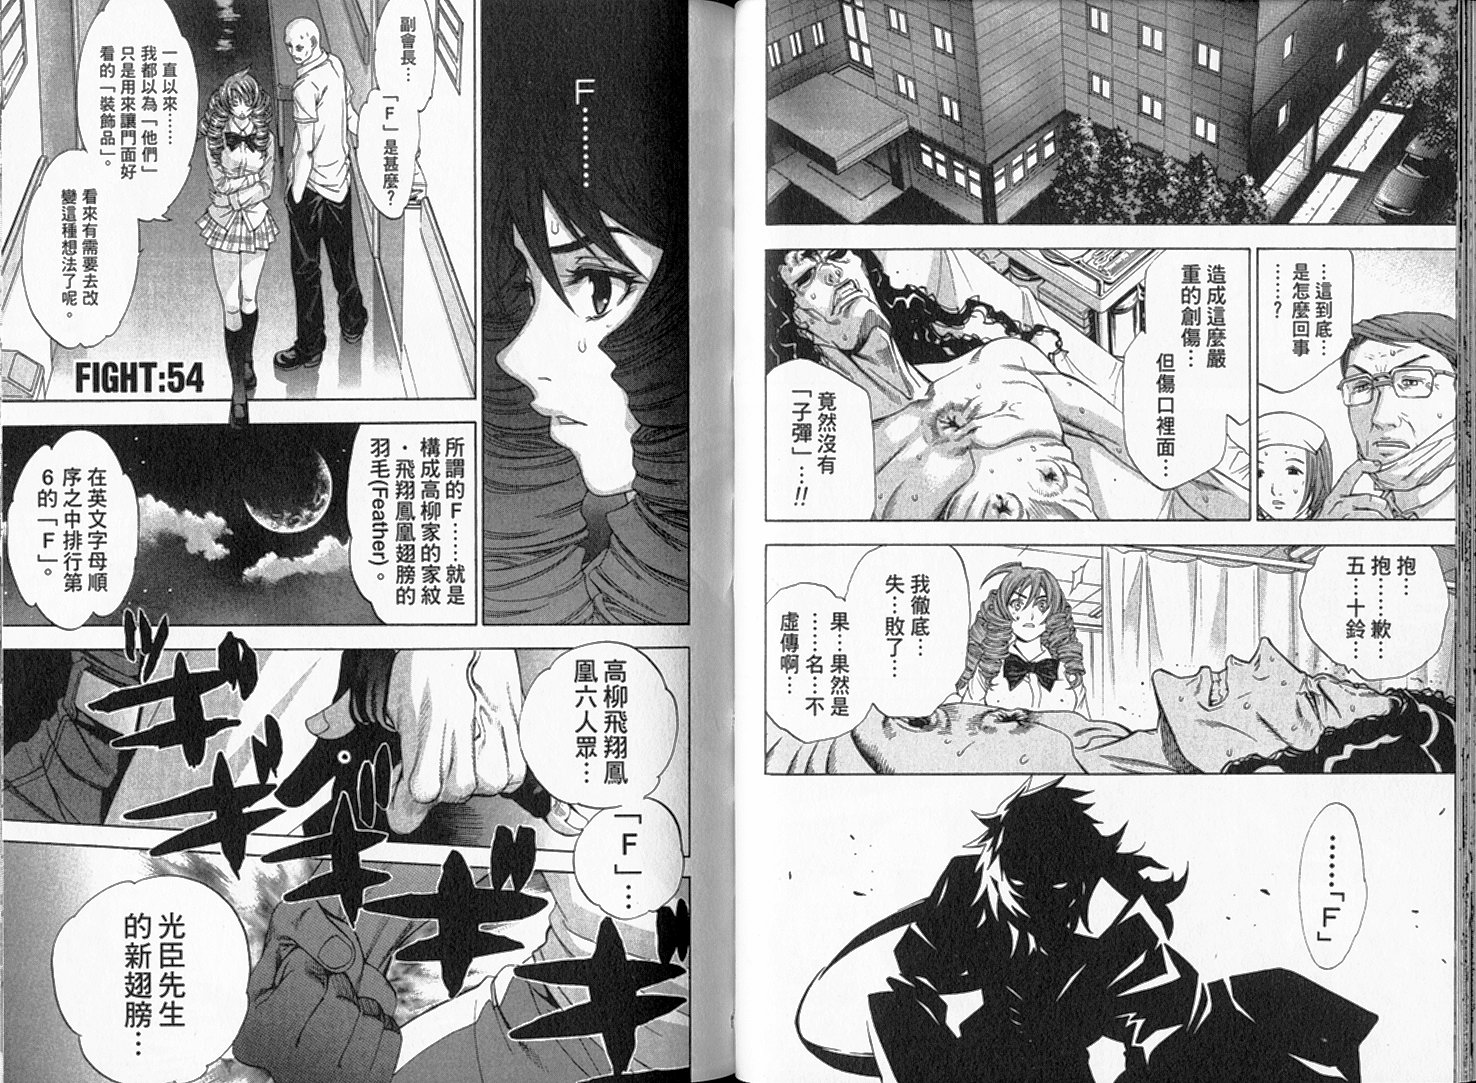 …這到底…
是怎麼回事
……?
造成這麼嚴
重的創傷…
但傷口裡面…
竟然沒有
「子彈」…!!
抱…
抱………歉…
五…十鈴…
我徹底…
失…敗了…
果…果然是
……名…不
虛傳啊…
……「F」
F………
副會長…
「F」是甚麼?
一直以來……
我都以為「他們」
只是用來讓門面好
看的「裝飾品」。
看來有需要去改
變這種想法了呢。
FIGHT:54
所謂的F……就是
構成高柳家的家紋
・飛翔鳳凰翅膀的
羽毛(Feather)。
在英文字母順
序之中排行第
6的「F」。
高柳飛翔鳳
凰六人眾…
「F」…
ギッ
ギギギギ
光臣先生
的新翅膀…